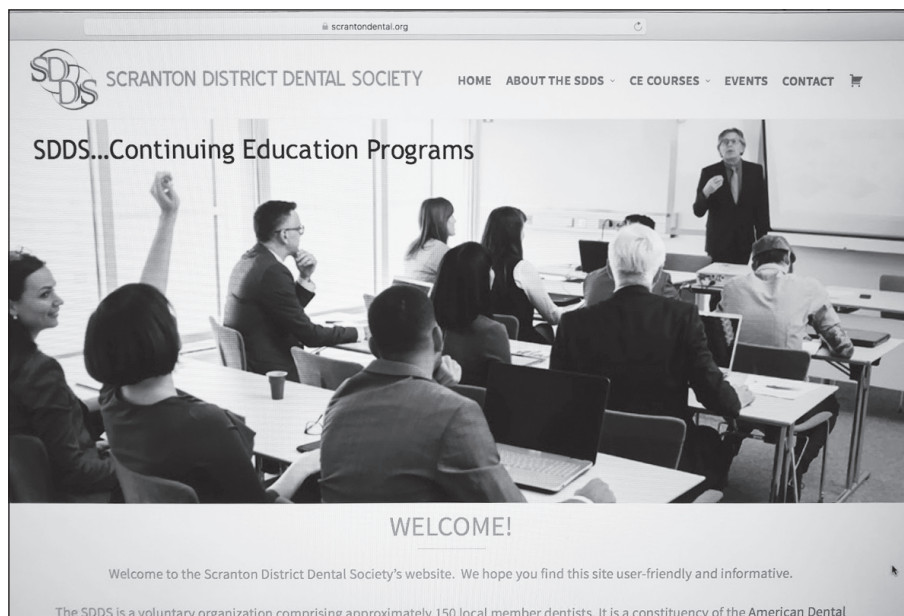 scrantondental.org
SDDS
SCRANTON DISTRICT DENTAL SOCIETY
HOME ABOUT THE SDDS CE COURSES EVENTS CONTACT
SDDS...Continuing Education Programs
WELCOME!
Welcome to the Scranton District Dental Society's website. We hope you find this site user-friendly and informative.
The SDDS is a voluntary organization comprising approximately 150 local member dentists. It is a constituency of the American Dental